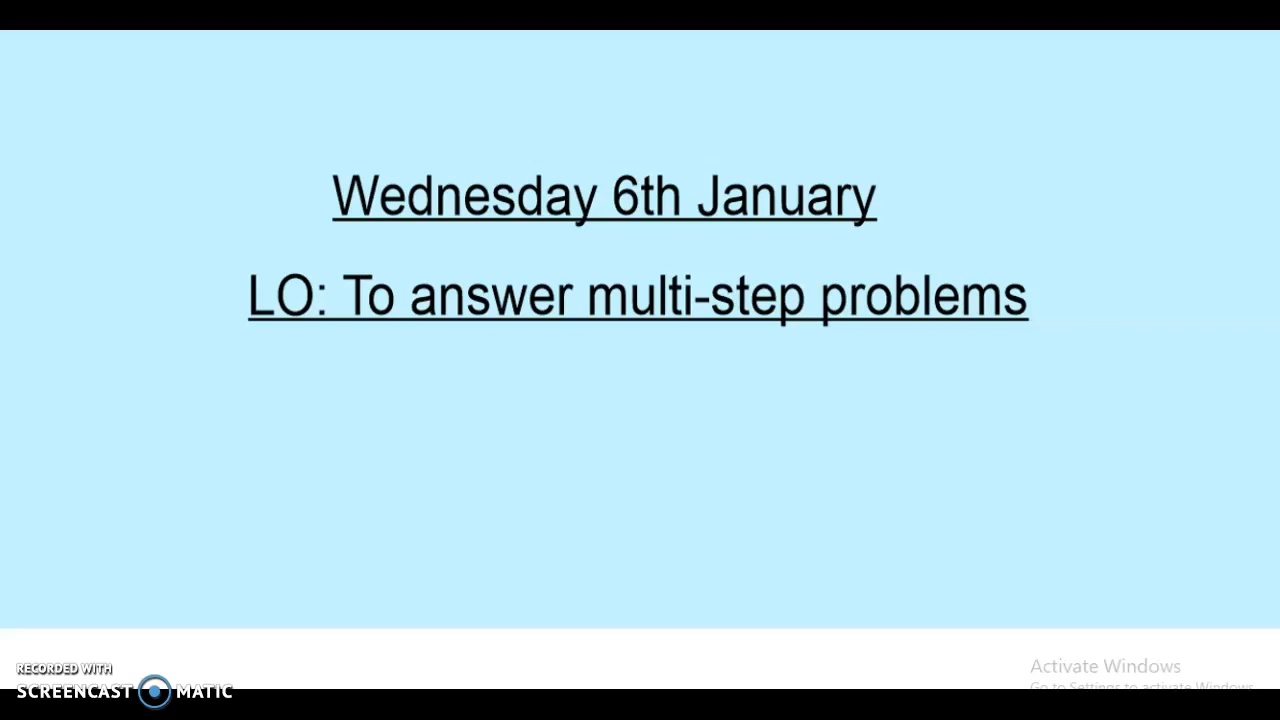 Wednesday 6th January
LO: To answer multi-step problems
RECORDED WITH
SCREENCAST MATIC
Activate Windows
Go to Settings to activate Windows.